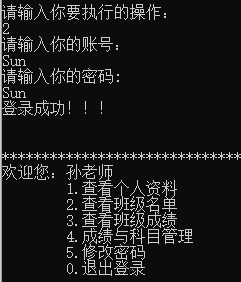 请输入你要执行的操作：
2
请输入你的账号：
Sun
请输入你的密码：
Sun
登录成功！！！
******************************
欢迎您：孙老师
1.查看个人资料
2.查看班级名单
3.查看班级成绩
4.成绩与科目管理
5.修改密码
0.退出登录